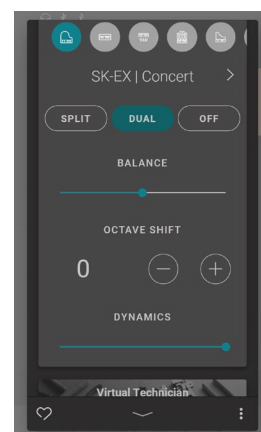 SK-EX | Concert
SPLIT DUAL OFF
BALANCE
OCTAVE SHIFT
0
DYNAMICS
Virtual Technician